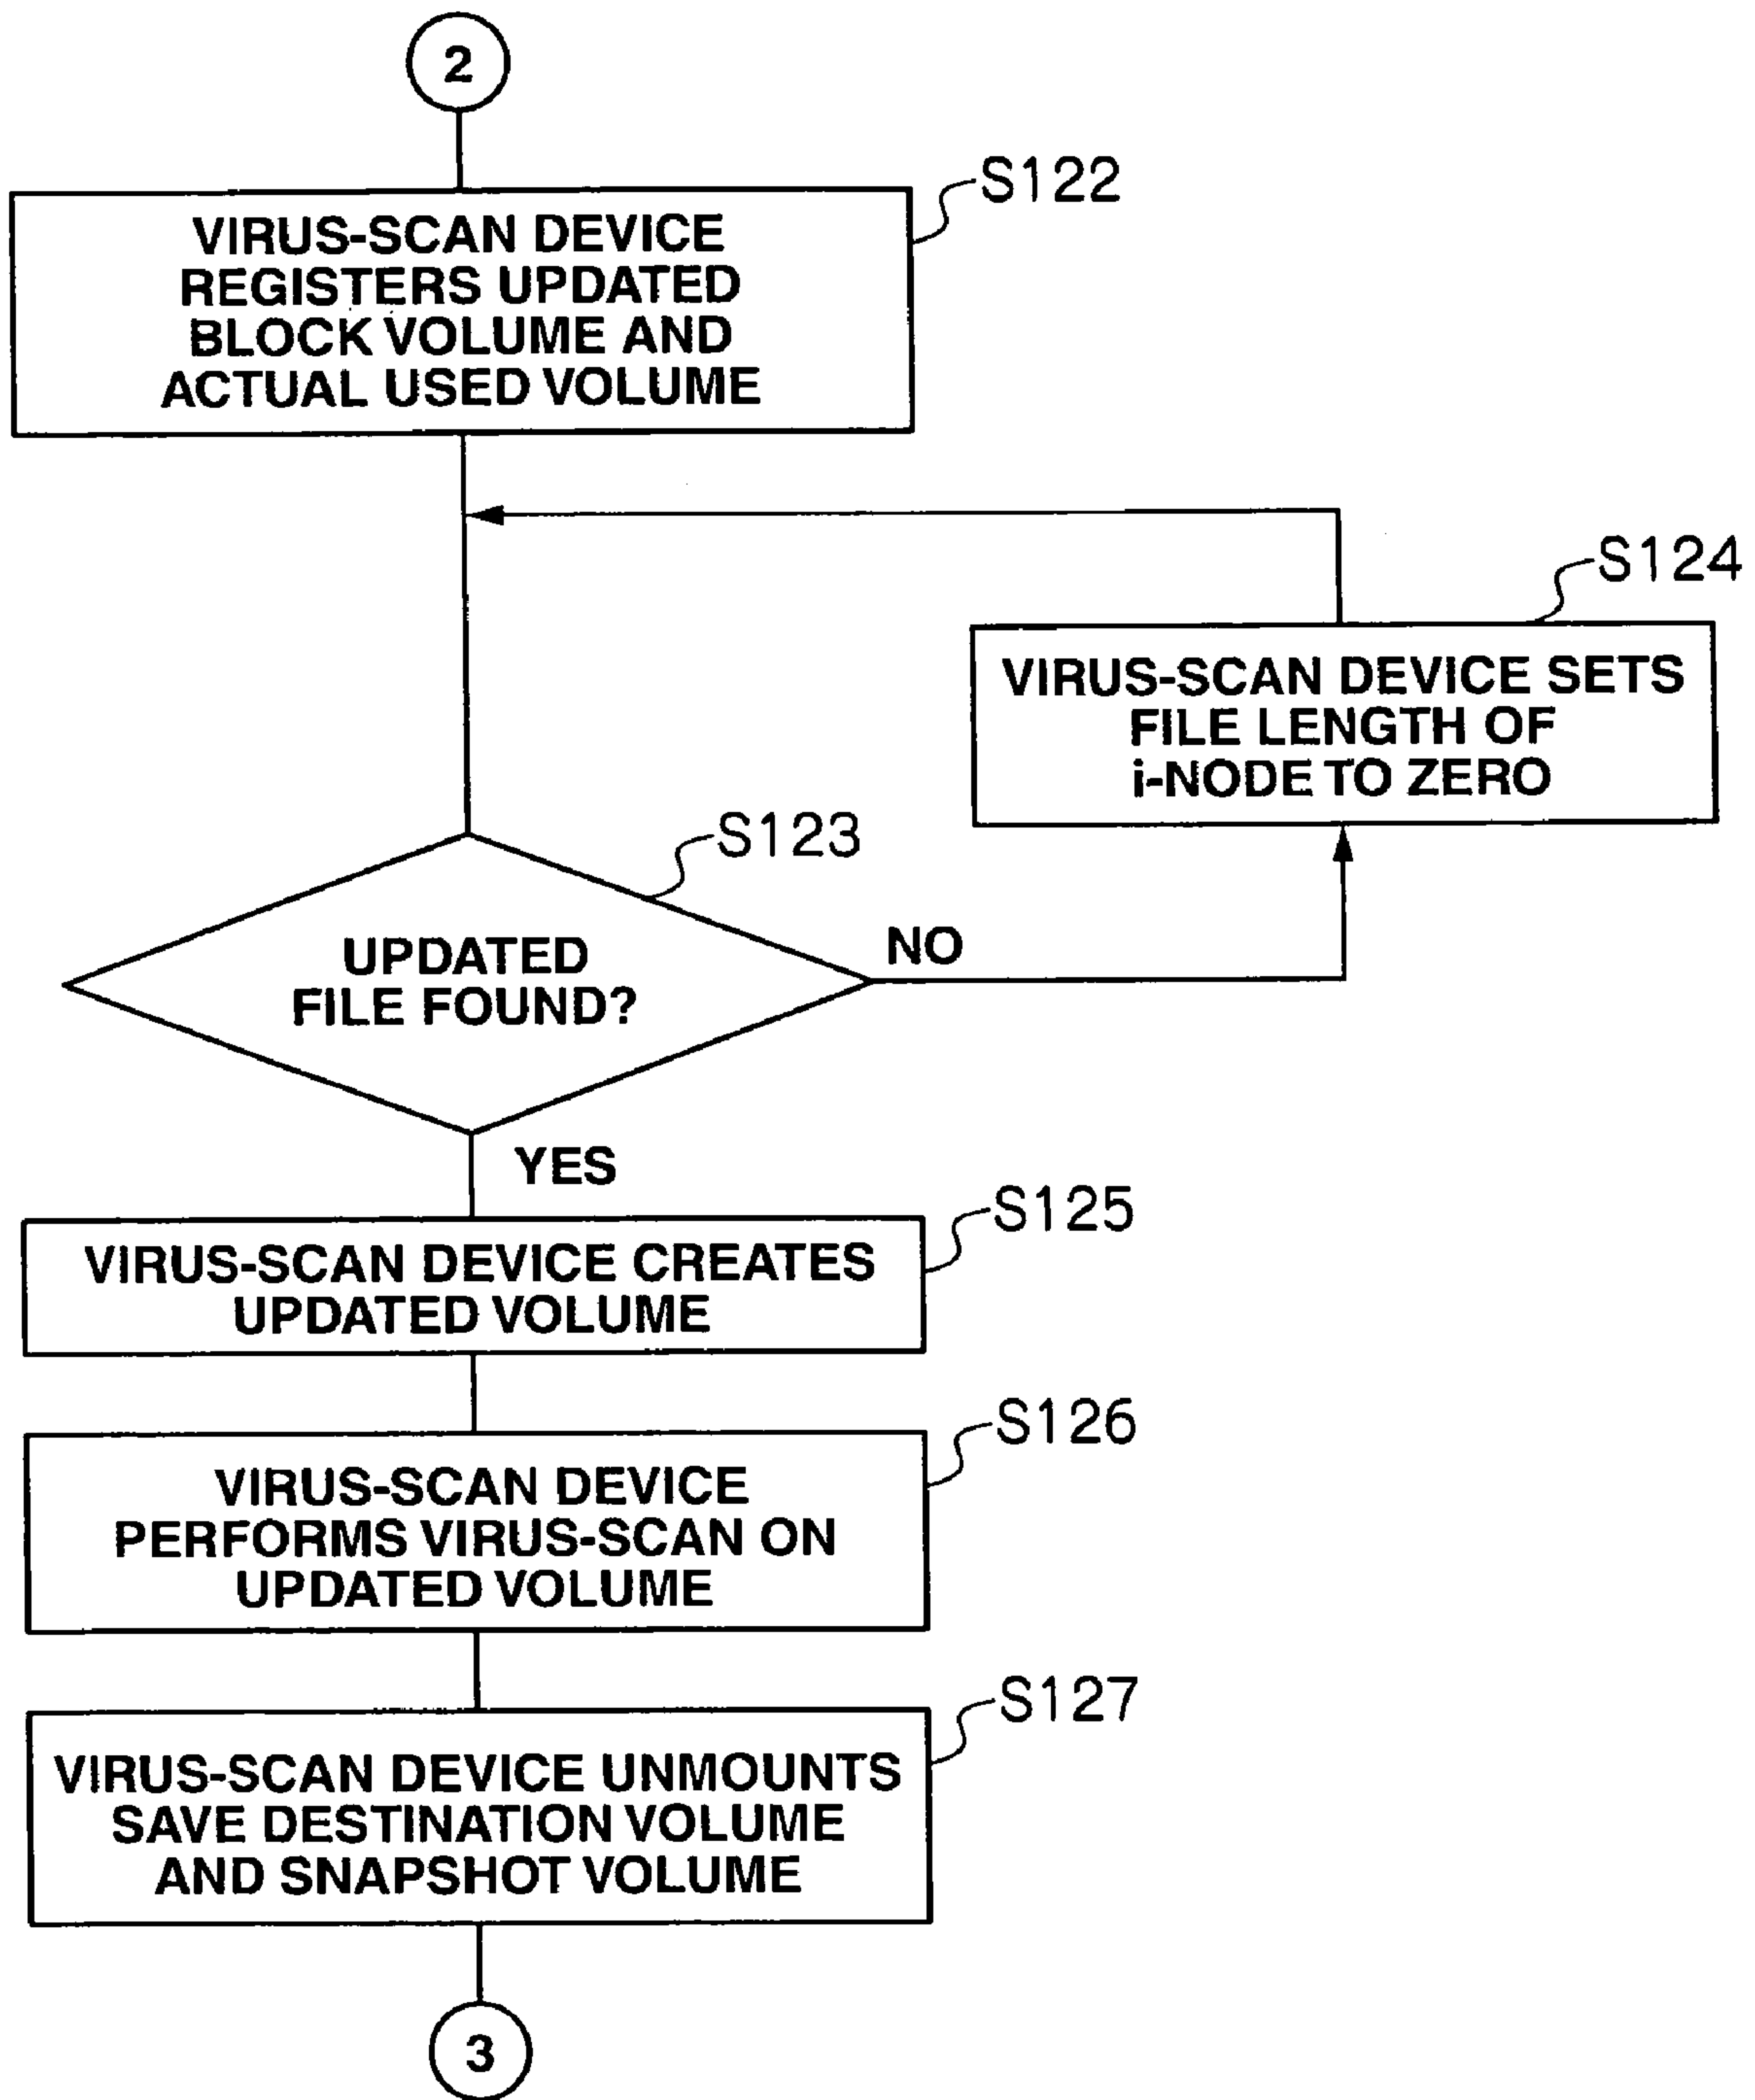 2
S122
VIRUS-SCAN DEVICE
REGISTERS UPDATED
BLOCK VOLUME AND
ACTUAL USED VOLUME
S124
VIRUS-SCAN DEVICE SETS
FILE LENGTH OF
i-NODE TO ZERO
S123
UPDATED
FILE FOUND?
NO
YES
S125
VIRUS-SCAN DEVICE CREATES
UPDATED VOLUME
S126
VIRUS-SCAN DEVICE
PERFORMS VIRUS-SCAN ON
UPDATED VOLUME
S127
VIRUS-SCAN DEVICE UNMOUNTS
SAVE DESTINATION VOLUME
AND SNAPSHOT VOLUME
3